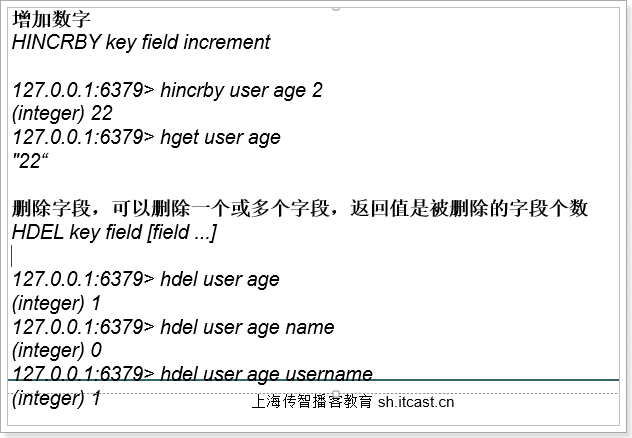 增加数字
HINCRBY key field increment
127.0.0.1:6379> hincrby user age 2
(integer) 22
127.0.0.1:6379> hget user age
"22“
删除字段，可以删除一个或多个字段，返回值是被删除的字段个数
HDEL key field [field ...]
127.0.0.1:6379> hdel user age
(integer) 1
127.0.0.1:6379> hdel user age name
(integer) 0
127.0.0.1:6379> hdel user age username
(integer) 1
上海传智播客教育 sh.itcast.cn